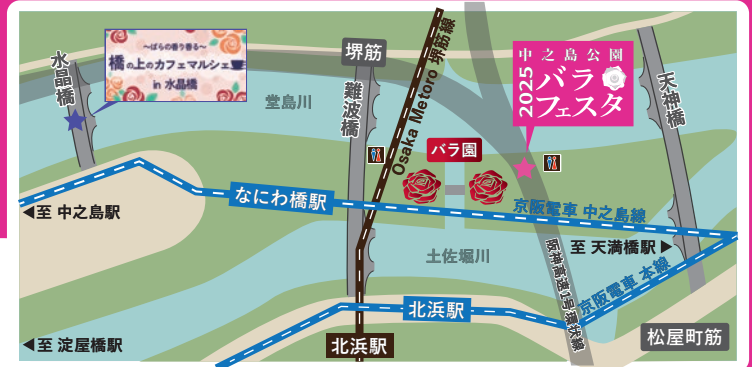 水晶橋
〜ばらの香り香る〜
橋の上のカフェマルシェ
in 水晶橋
堺筋
難波橋
堂島川
Osaka Metoro 堺筋線
中之島公園
2025
バラ
フェスタ
天神橋
バラ園
なにわ橋駅
京阪電車 中之島線
◀至 中之島駅
土佐堀川
至 天満橋駅▶
阪神高速1号環状線
京阪電車 本線
北浜駅
◀至 淀屋橋駅
北浜駅
松屋町筋